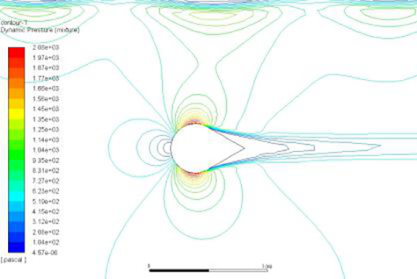 contour-1
Dynamic Pressure (mixture)
2.08e+03
1.97e+03
1.87e+03
1.77e+03
1.66e+03
1.56e+03
1.45e+03
1.35e+03
1.25e+03
1.14e+03
1.04e+03
9.35e+02
8.31e+02
7.27e+02
6.23e+02
5.19e+02
4.15e+02
3.12e+02
2.08e+02
1.04e+02
[ pascal ]
0